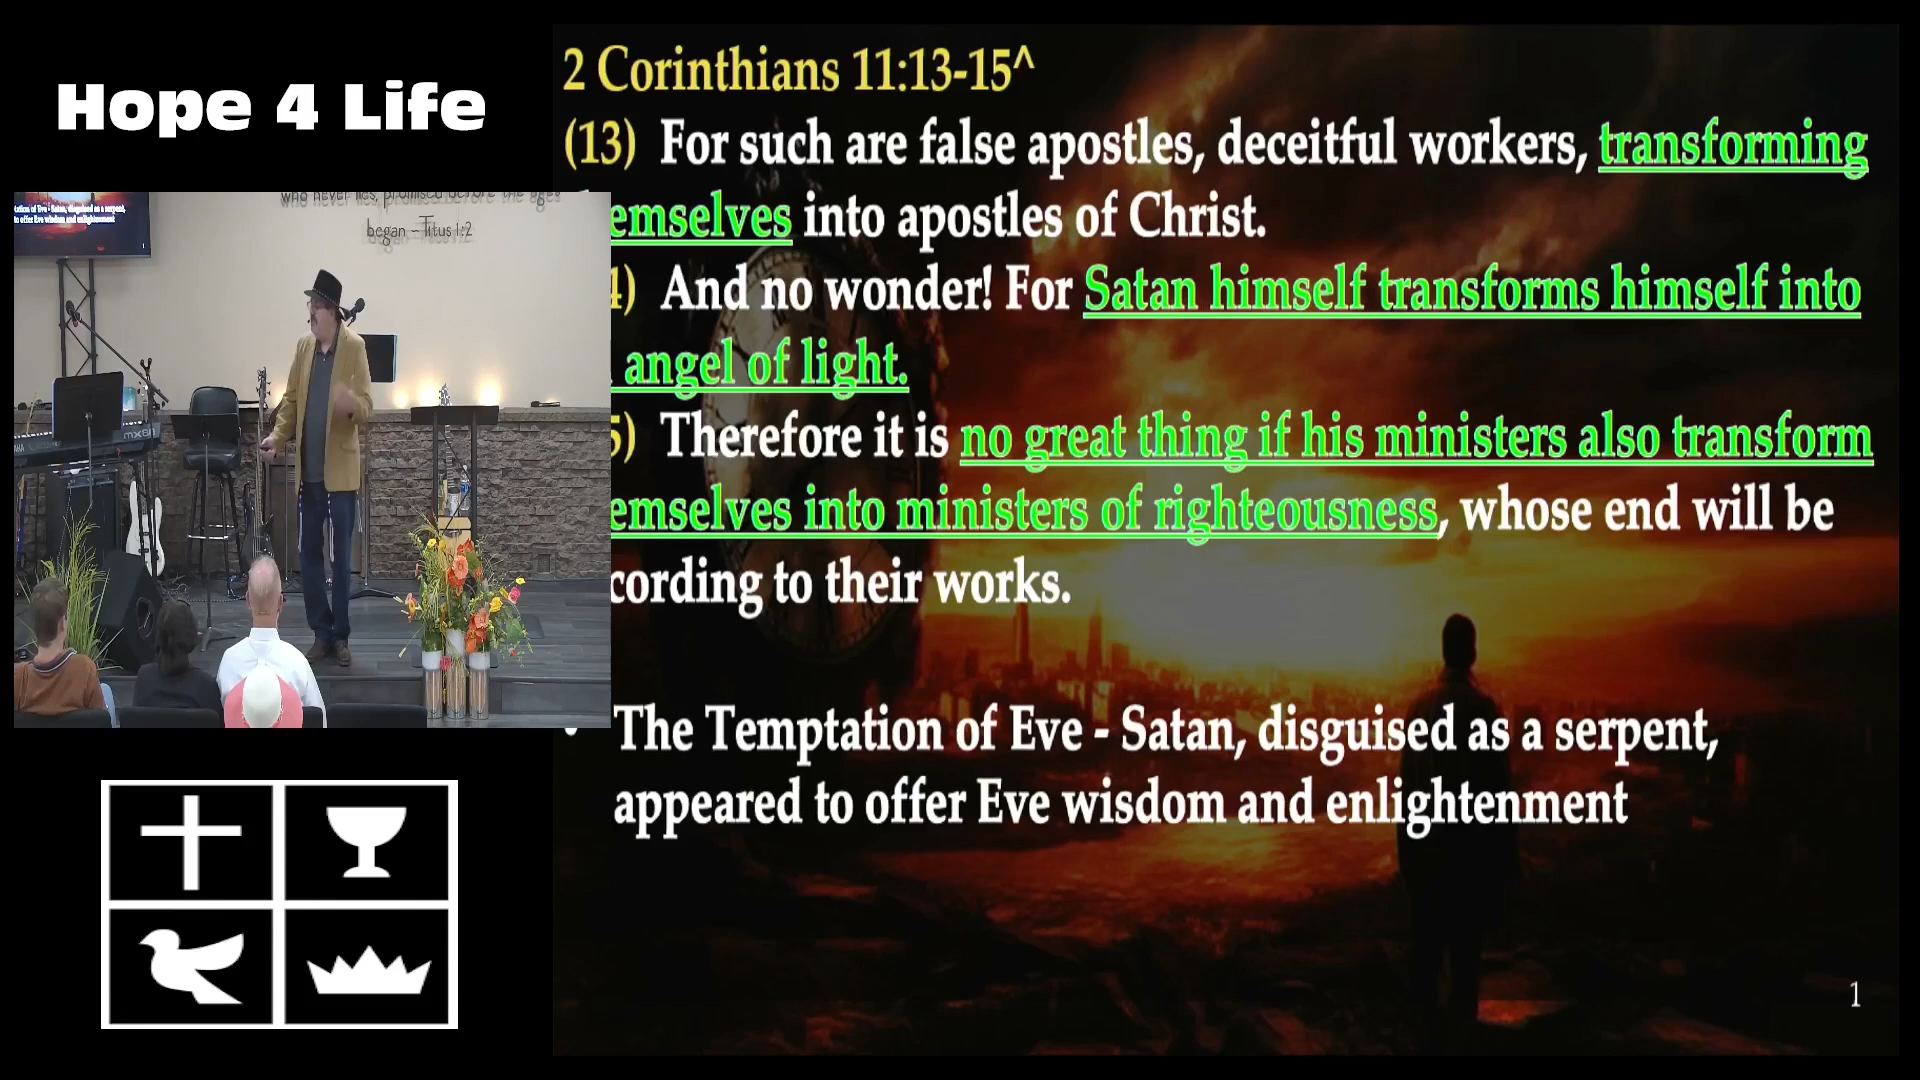 Hope 4 Life
who never lies, promised before the ages
began - Titus 1:2
2 Corinthians 11:13-15^
(13) For such are false apostles, deceitful workers, transforming
emselves into apostles of Christ.
4) And no wonder! For Satan himself transforms himself into
angel of light.
5) Therefore it is no great thing if his ministers also transform
emselves into ministers of righteousness, whose end will be
cording to their works.
• The Temptation of Eve - Satan, disguised as a serpent,
appeared to offer Eve wisdom and enlightenment
1